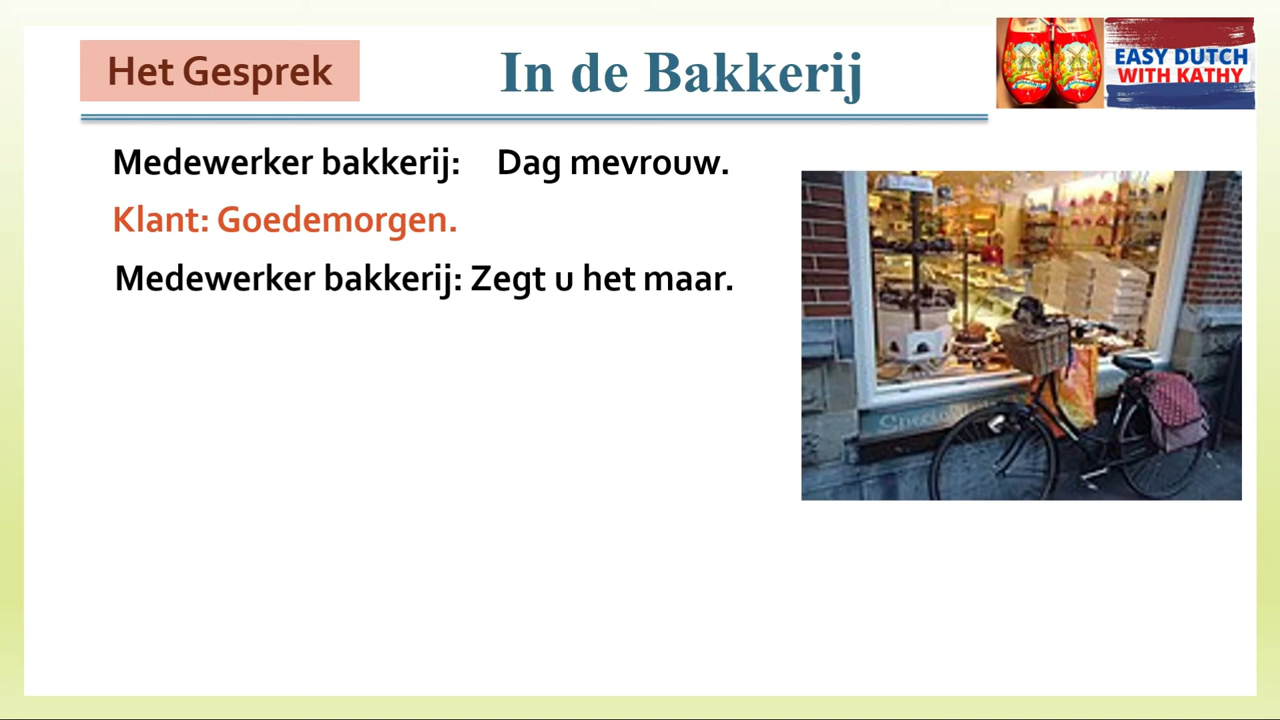 Het Gesprek
In de Bakkerij
EASY DUTCH
WITH KATHY
Medewerker bakkerij: Dag mevrouw.
Klant: Goedemorgen.
Medewerker bakkerij: Zegt u het maar.